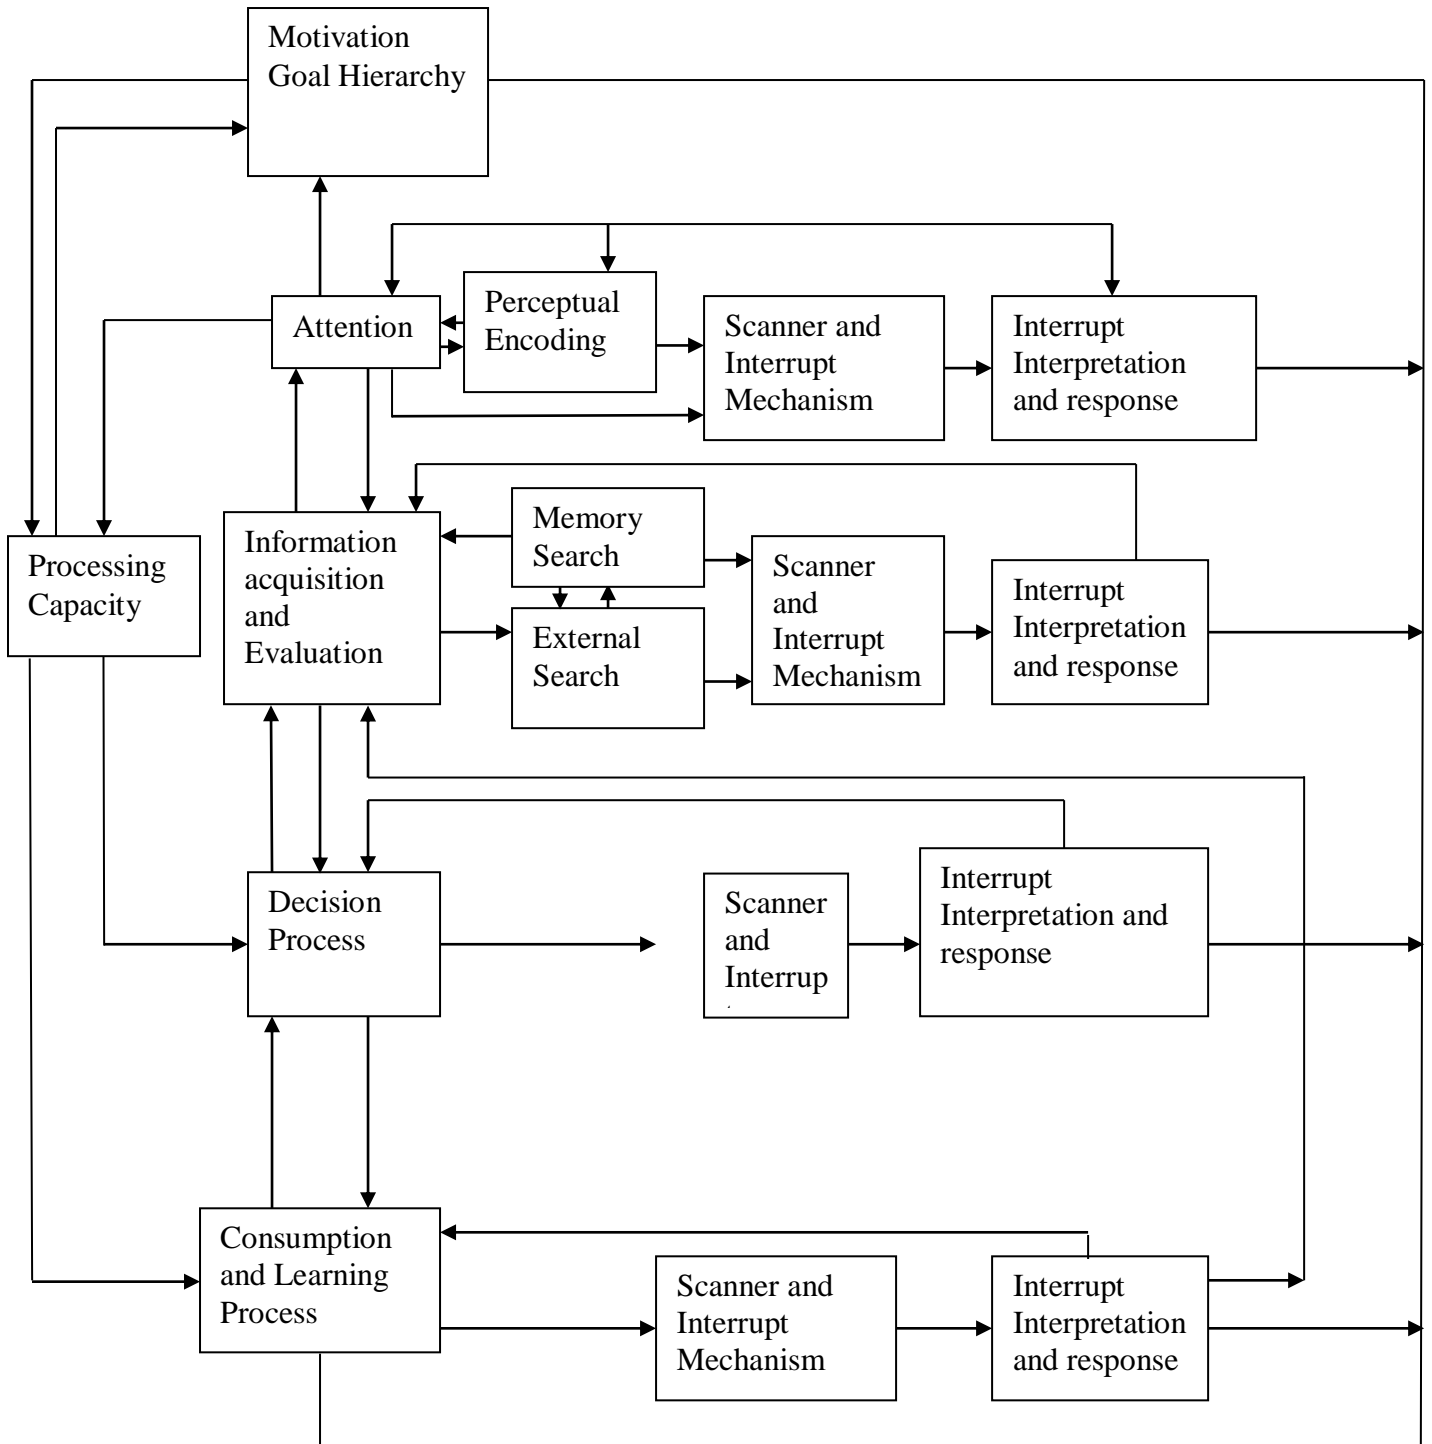 Motivation
Goal Hierarchy
Attention
Perceptual
Encoding
Scanner and
Interrupt
Mechanism
Interrupt
Interpretation
and response
Processing
Capacity
Information
acquisition
and
Evaluation
Memory
Search
External
Search
Scanner
and
Interrupt
Mechanism
Interrupt
Interpretation
and response
Decision
Process
Scanner
and
Interrup
Interrupt
Interpretation and
response
Consumption
and Learning
Process
Scanner and
Interrupt
Mechanism
Interrupt
Interpretation
and response